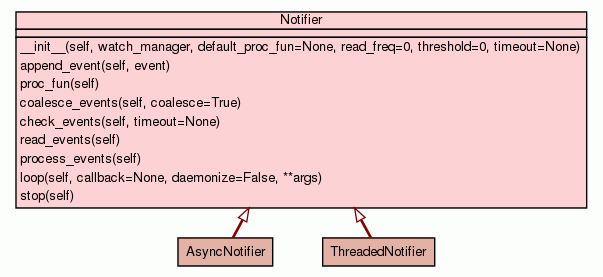 Notifier
__init__(self, watch_manager, default_proc_fun=None, read_freq=0, threshold=0, timeout=None)
append_event(self, event)
proc_fun(self)
coalesce_events(self, coalesce=True)
check_events(self, timeout=None)
read_events(self)
process_events(self)
loop(self, callback=None, daemonize=False, **args)
stop(self)
AsyncNotifier
ThreadedNotifier